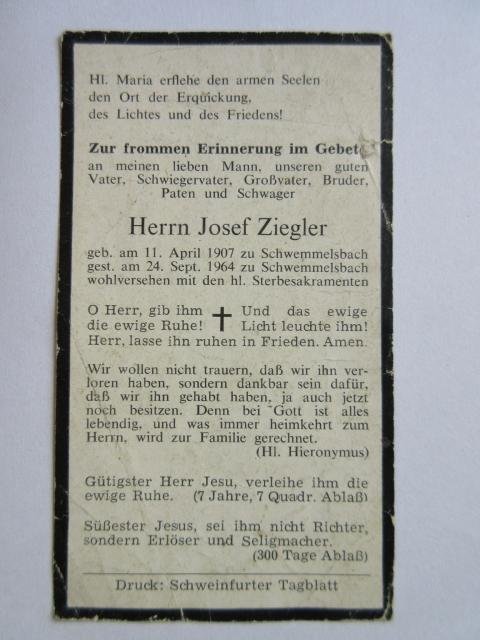 Hl. Maria erflehe den armen Seelen
den Ort der Erquickung,
des Lichtes und des Friedens!
Zur frommen Erinnerung im Gebete
an meinen lieben Mann, unseren guten
Vater, Schwiegervater, Großvater, Bruder,
Paten und Schwager
Herrn Josef Ziegler
geb. am 11. April 1907 zu Schwemmelsbach
gest. am 24. Sept. 1964 zu Schwemmelsbach
wohlversehen mit den hl. Sterbesakramenten
O Herr, gib ihm
die ewige Ruhe!
Und das ewige
Licht leuchte ihm!
Herr, lasse ihn ruhen in Frieden. Amen.
Wir wollen nicht trauern, daß wir ihn ver-
loren haben, sondern dankbar sein dafür,
daß wir ihn gehabt haben, ja auch jetzt
noch besitzen. Denn bei Gott ist alles
lebendig, und was immer heimkehrt zum
Herrn, wird zur Familie gerechnet.
(Hl. Hieronymus)
Gütigster Herr Jesu, verleihe ihm die
ewige Ruhe. (7 Jahre, 7 Quadr. Ablaß)
Süßester Jesus, sei ihm nicht Richter,
sondern Erlöser und Seligmacher.
(300 Tage Ablaß)
Druck: Schweinfurter Tagblatt